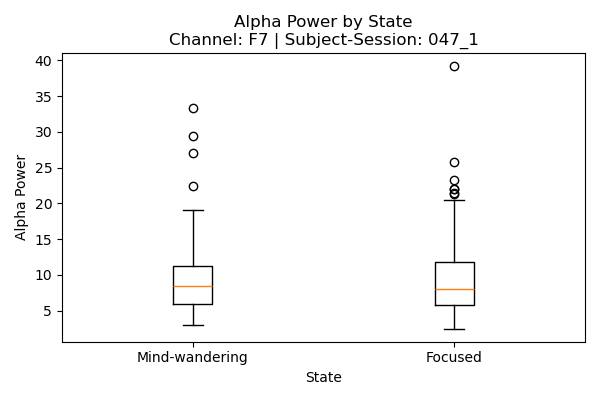 Alpha Power by State
Channel: F7 | Subject-Session: 047_1
40
35
30
25
20
15
10
5
Alpha Power
Mind-wandering
Focused
State